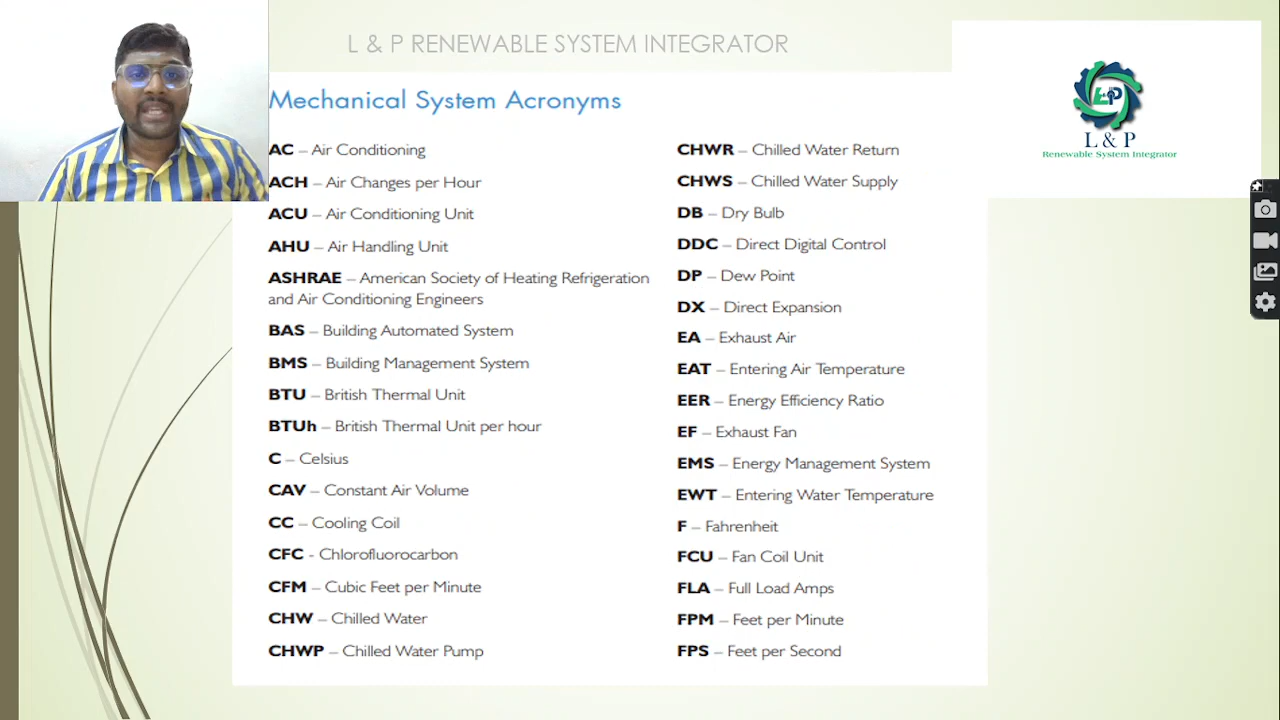 L & P RENEWABLE SYSTEM INTEGRATOR
Mechanical System Acronyms
AC – Air Conditioning
ACH – Air Changes per Hour
ACU – Air Conditioning Unit
AHU – Air Handling Unit
ASHRAE – American Society of Heating Refrigeration
and Air Conditioning Engineers
BAS – Building Automated System
BMS – Building Management System
BTU – British Thermal Unit
BTUh – British Thermal Unit per hour
C – Celsius
CAV – Constant Air Volume
CC – Cooling Coil
CFC - Chlorofluorocarbon
CFM – Cubic Feet per Minute
CHW – Chilled Water
CHWP – Chilled Water Pump
CHWR – Chilled Water Return
CHWS – Chilled Water Supply
DB – Dry Bulb
DDC – Direct Digital Control
DP – Dew Point
DX – Direct Expansion
EA – Exhaust Air
EAT – Entering Air Temperature
EER – Energy Efficiency Ratio
EF – Exhaust Fan
EMS – Energy Management System
EWT – Entering Water Temperature
F – Fahrenheit
FCU – Fan Coil Unit
FLA – Full Load Amps
FPM – Feet per Minute
FPS – Feet per Second
L&P
L & P
Renewable System Integrator